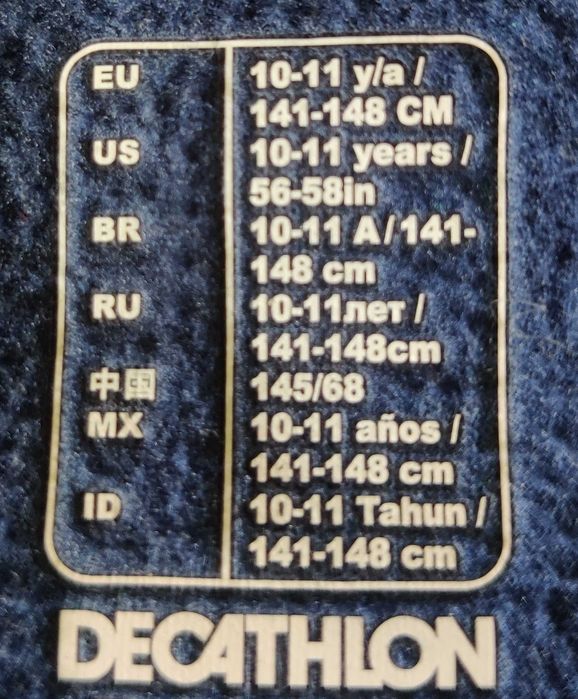 EU 10-11 y/a /
141-148 CM
US 10-11 years /
56-58in
BR 10-11 A/141-
148 cm
RU 10-11лет /
141-148cm
中国 145/68
MX 10-11 años /
141-148 cm
ID 10-11 Tahun /
141-148 cm
DECATHLON